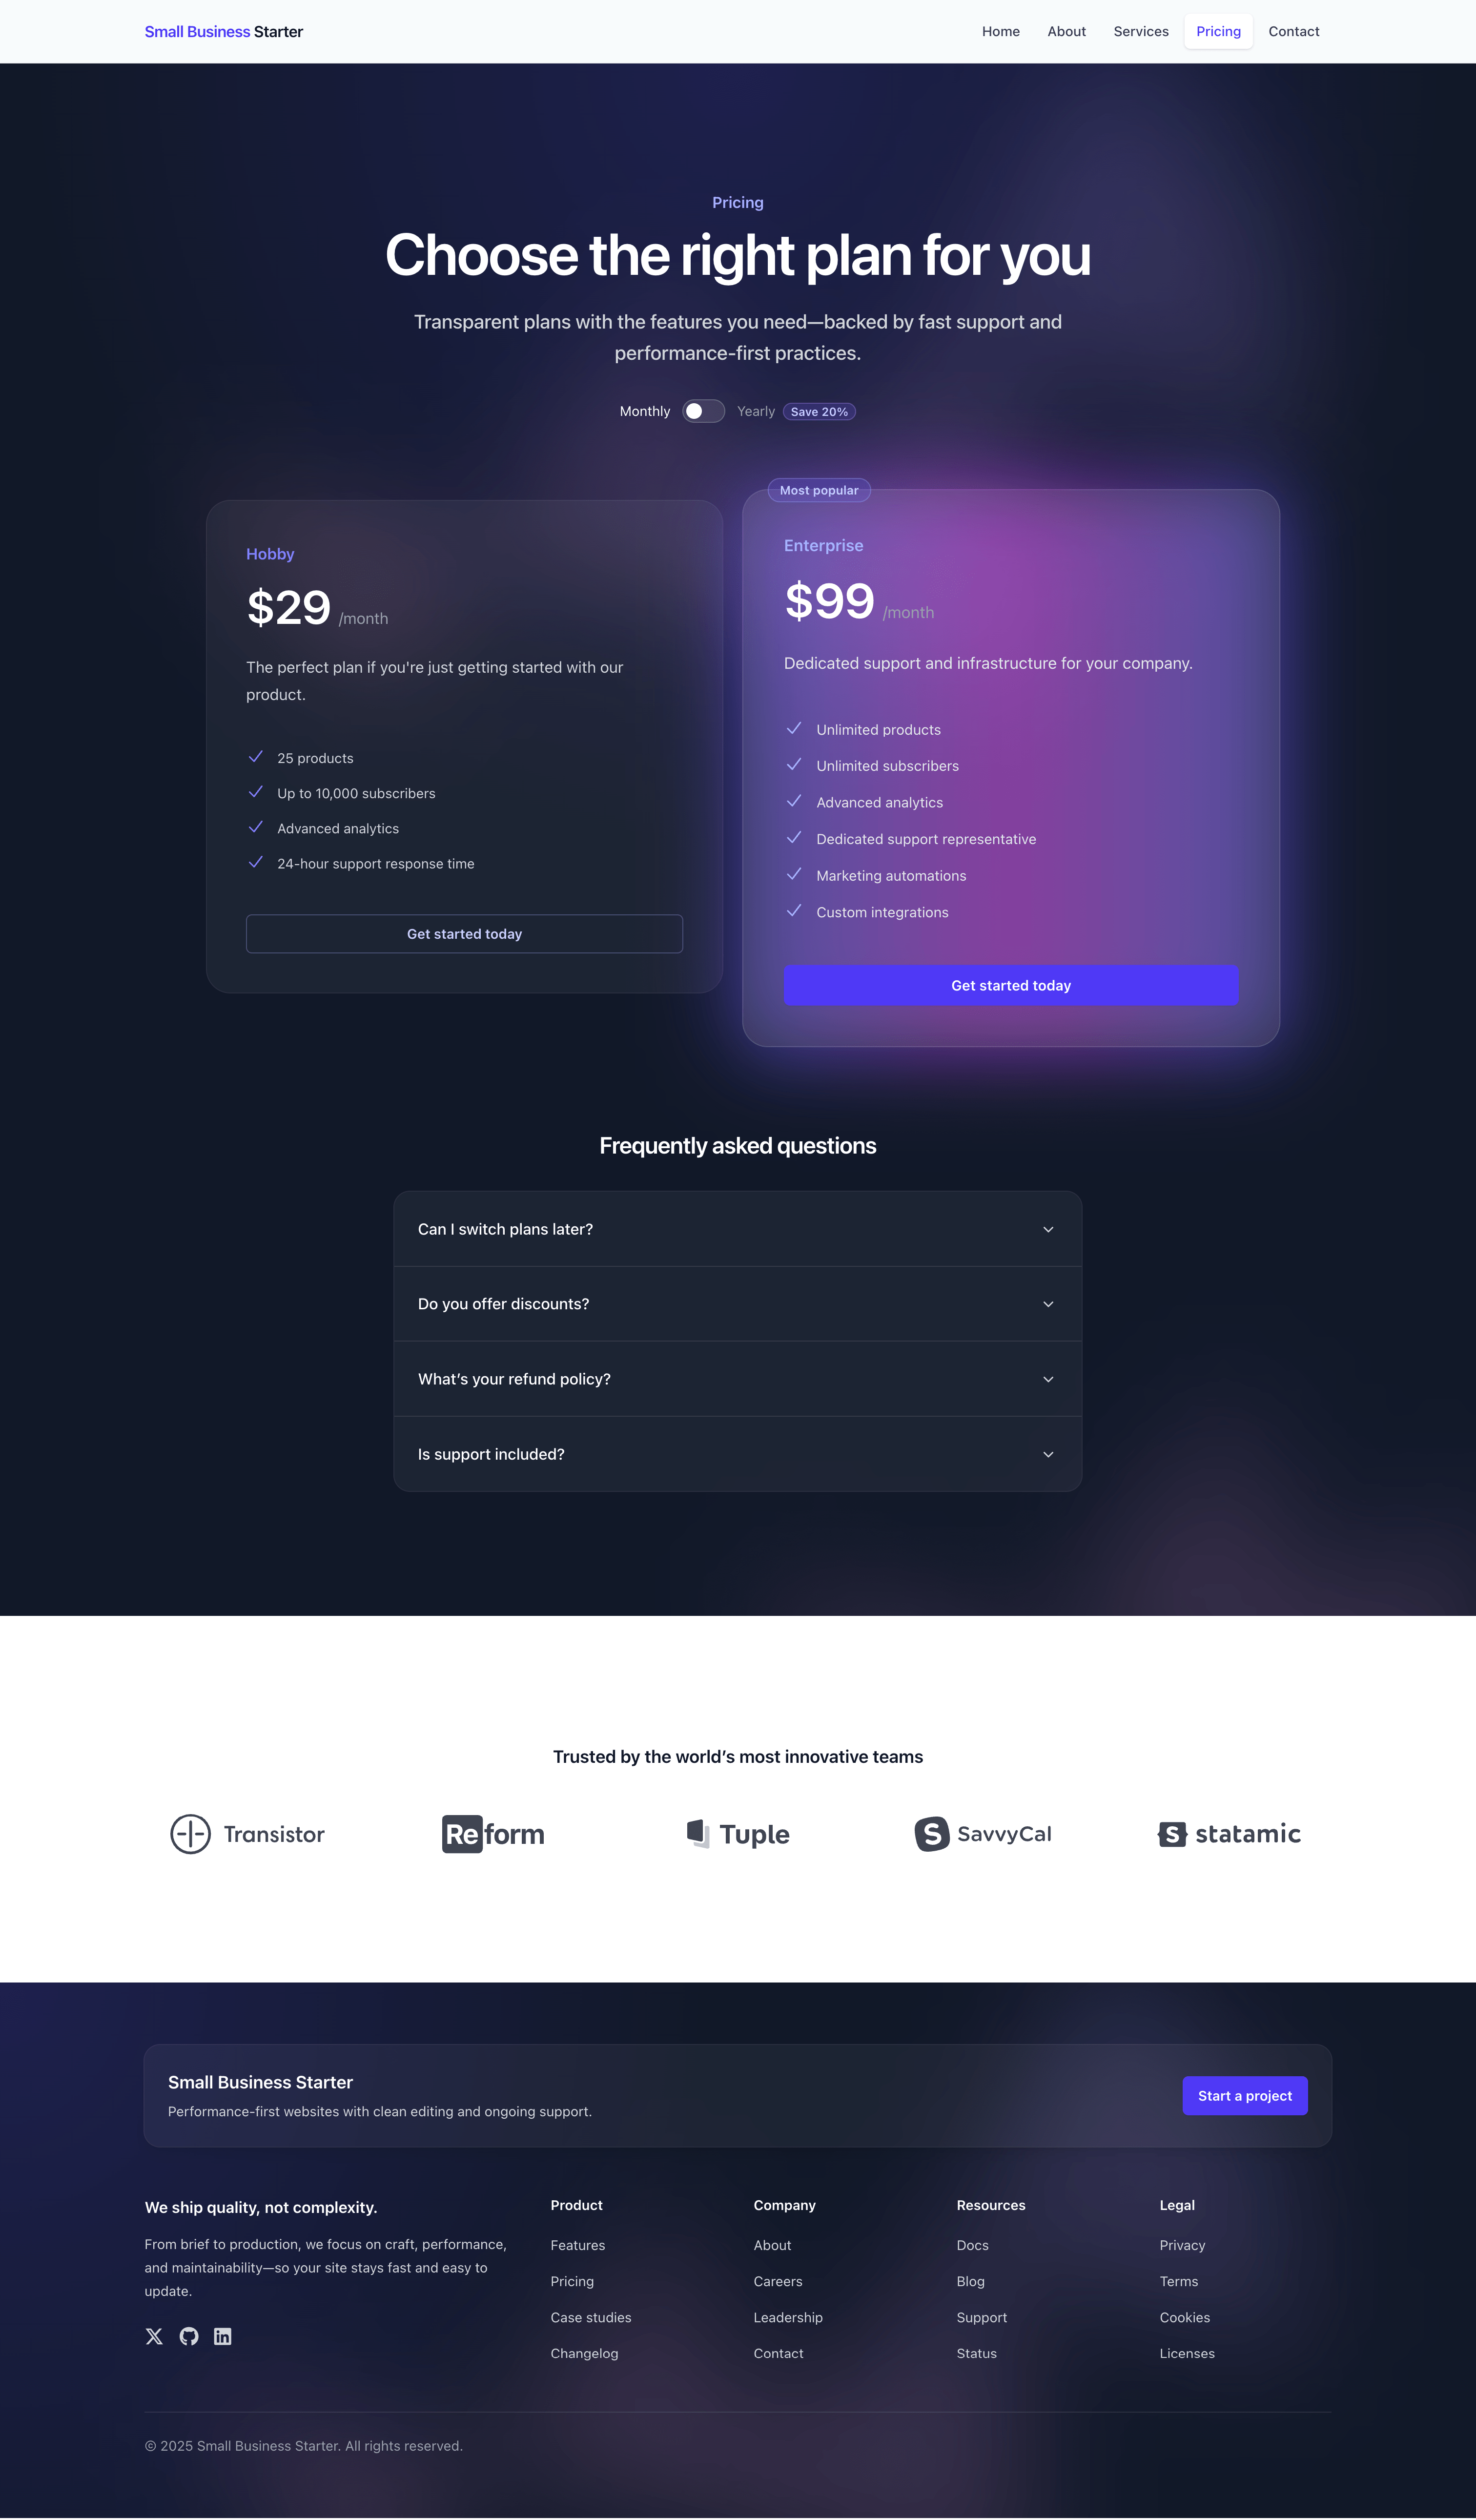 Small Business Starter
Home
About
Services
Pricing
Contact
Pricing
Choose the right plan for you
Transparent plans with the features you need—backed by fast support and
performance-first practices.
Monthly
Yearly
Save 20%
Hobby
$29 /month
The perfect plan if you're just getting started with our
product.
25 products
Up to 10,000 subscribers
Advanced analytics
24-hour support response time
Get started today
Most popular
Enterprise
$99 /month
Dedicated support and infrastructure for your company.
Unlimited products
Unlimited subscribers
Advanced analytics
Dedicated support representative
Marketing automations
Custom integrations
Get started today
Frequently asked questions
Can I switch plans later?
Do you offer discounts?
What’s your refund policy?
Is support included?
Trusted by the world’s most innovative teams
Transistor
Reform
Tuple
S SavvyCal
S statamic
Small Business Starter
Performance-first websites with clean editing and ongoing support.
Start a project
We ship quality, not complexity.
From brief to production, we focus on craft, performance,
and maintainability—so your site stays fast and easy to
update.
Product
Features
Pricing
Case studies
Changelog
Company
About
Careers
Leadership
Contact
Resources
Docs
Blog
Support
Status
Legal
Privacy
Terms
Cookies
Licenses
© 2025 Small Business Starter. All rights reserved.